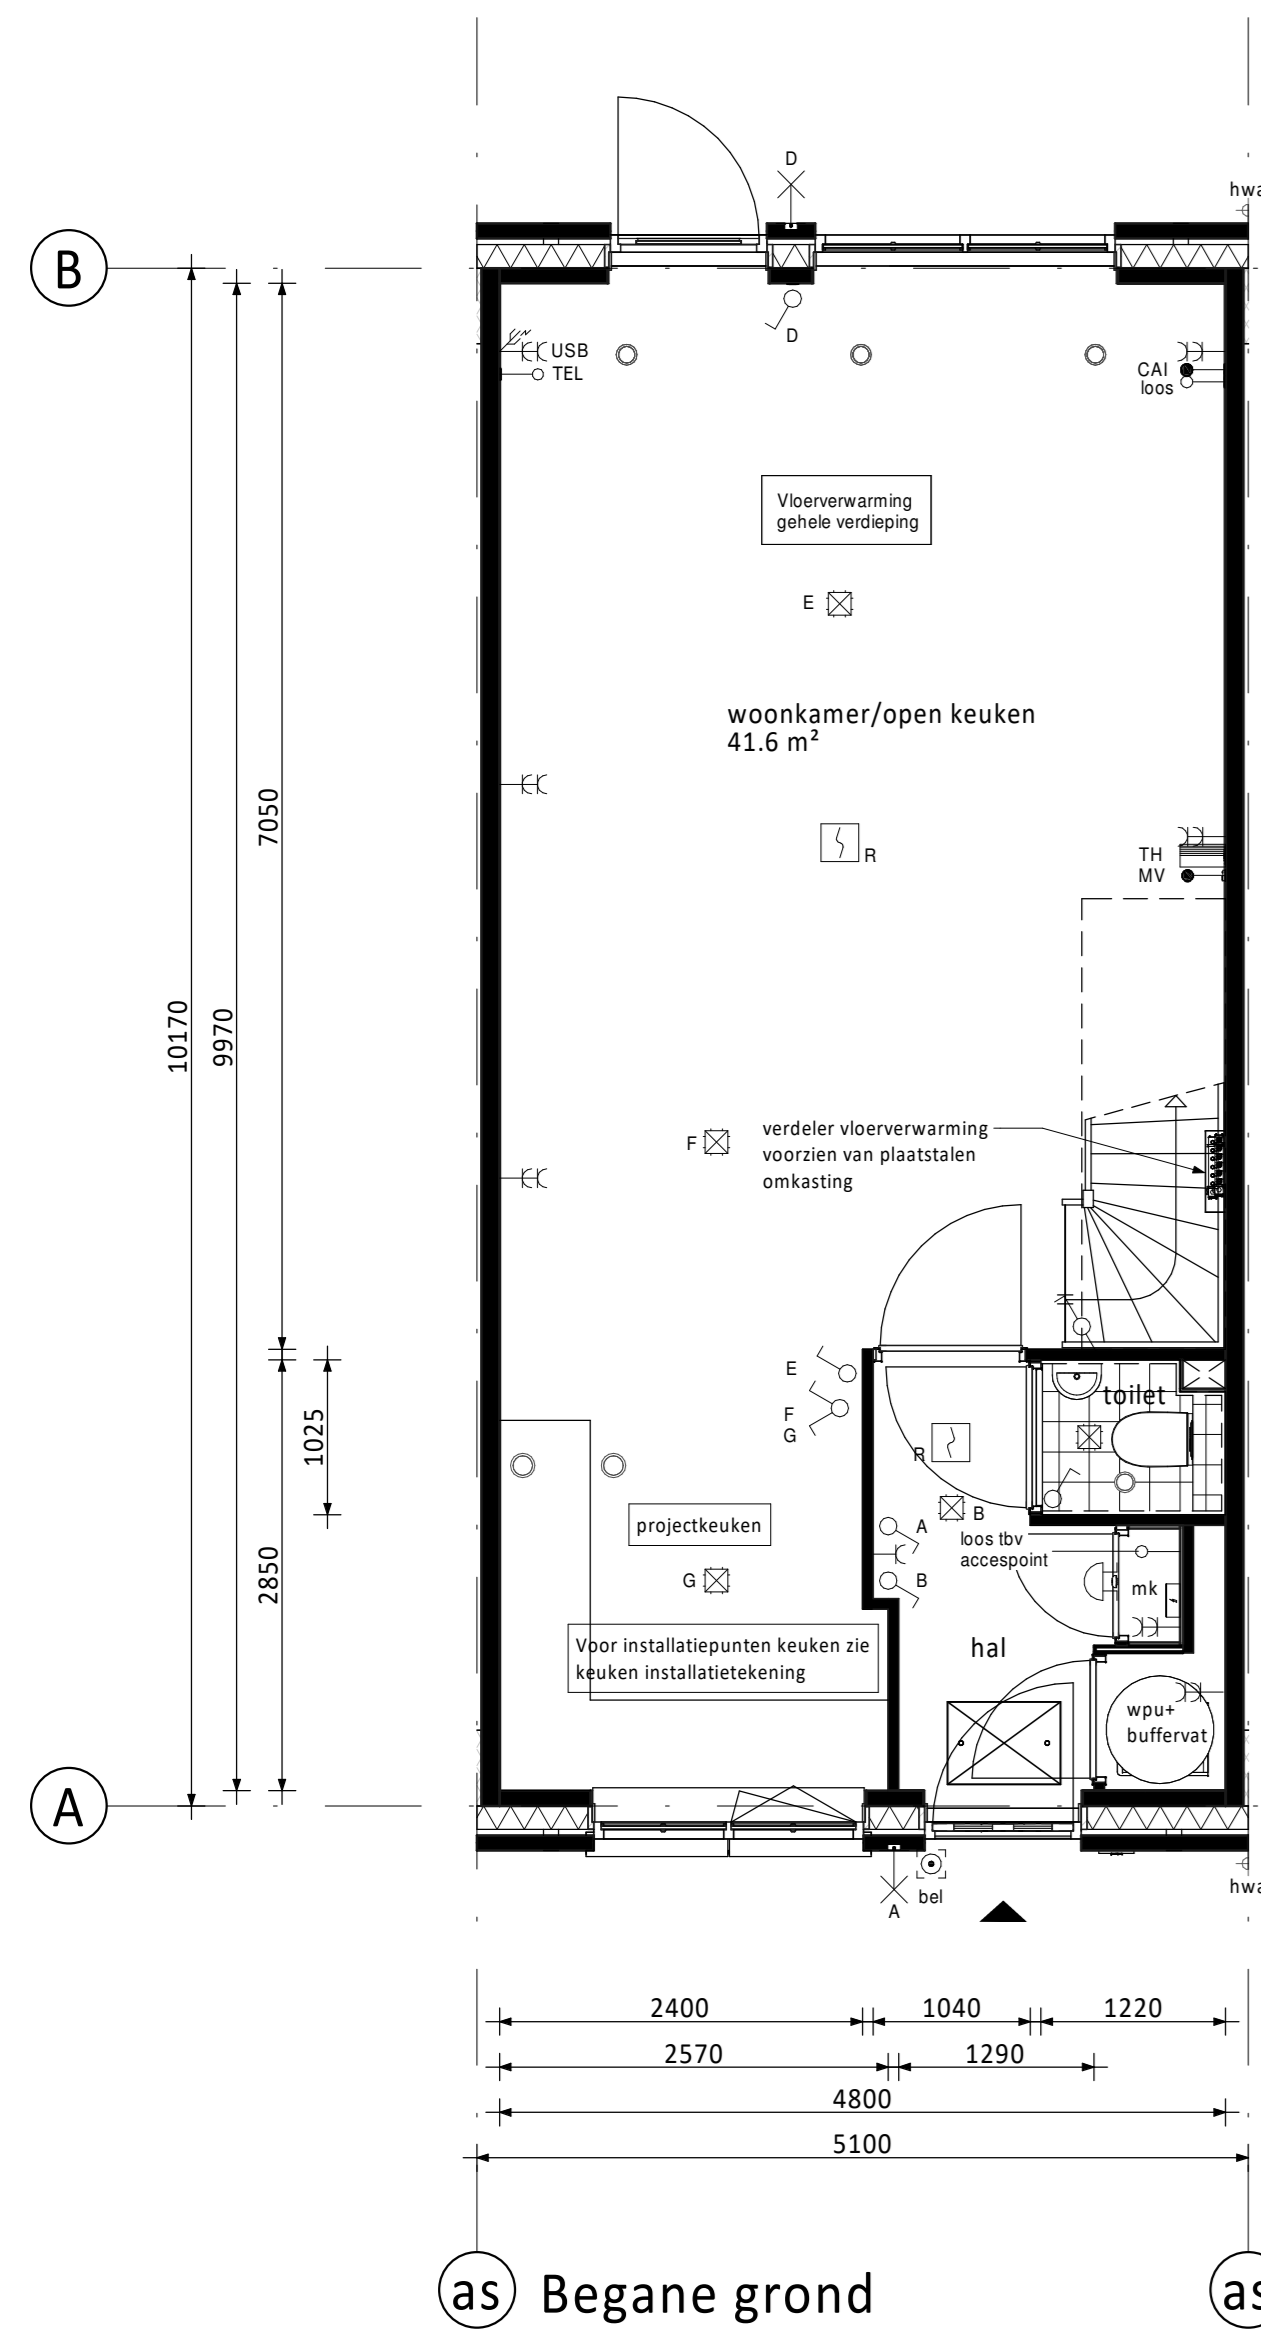 D
hwa
B
D
USB
TEL
CAI
loos
Vloerverwarming
gehele verdieping
E
woonkamer/open keuken
41.6 m²
7050
R
TH
MV
10170
9970
F
verdeler vloerverwarming
voorzien van plaatstalen
omkasting
E
F
G
toilet
1025
R
B
A
projectkeuken
loos tbv
accespoint
2850
G
B
mk
Voor installatiepunten keuken zie
keuken installatietekening
hal
wpu+
buffervat
A
bel
hwa
A
2400
1040
1220
2570
1290
4800
5100
as
Begane grond
as